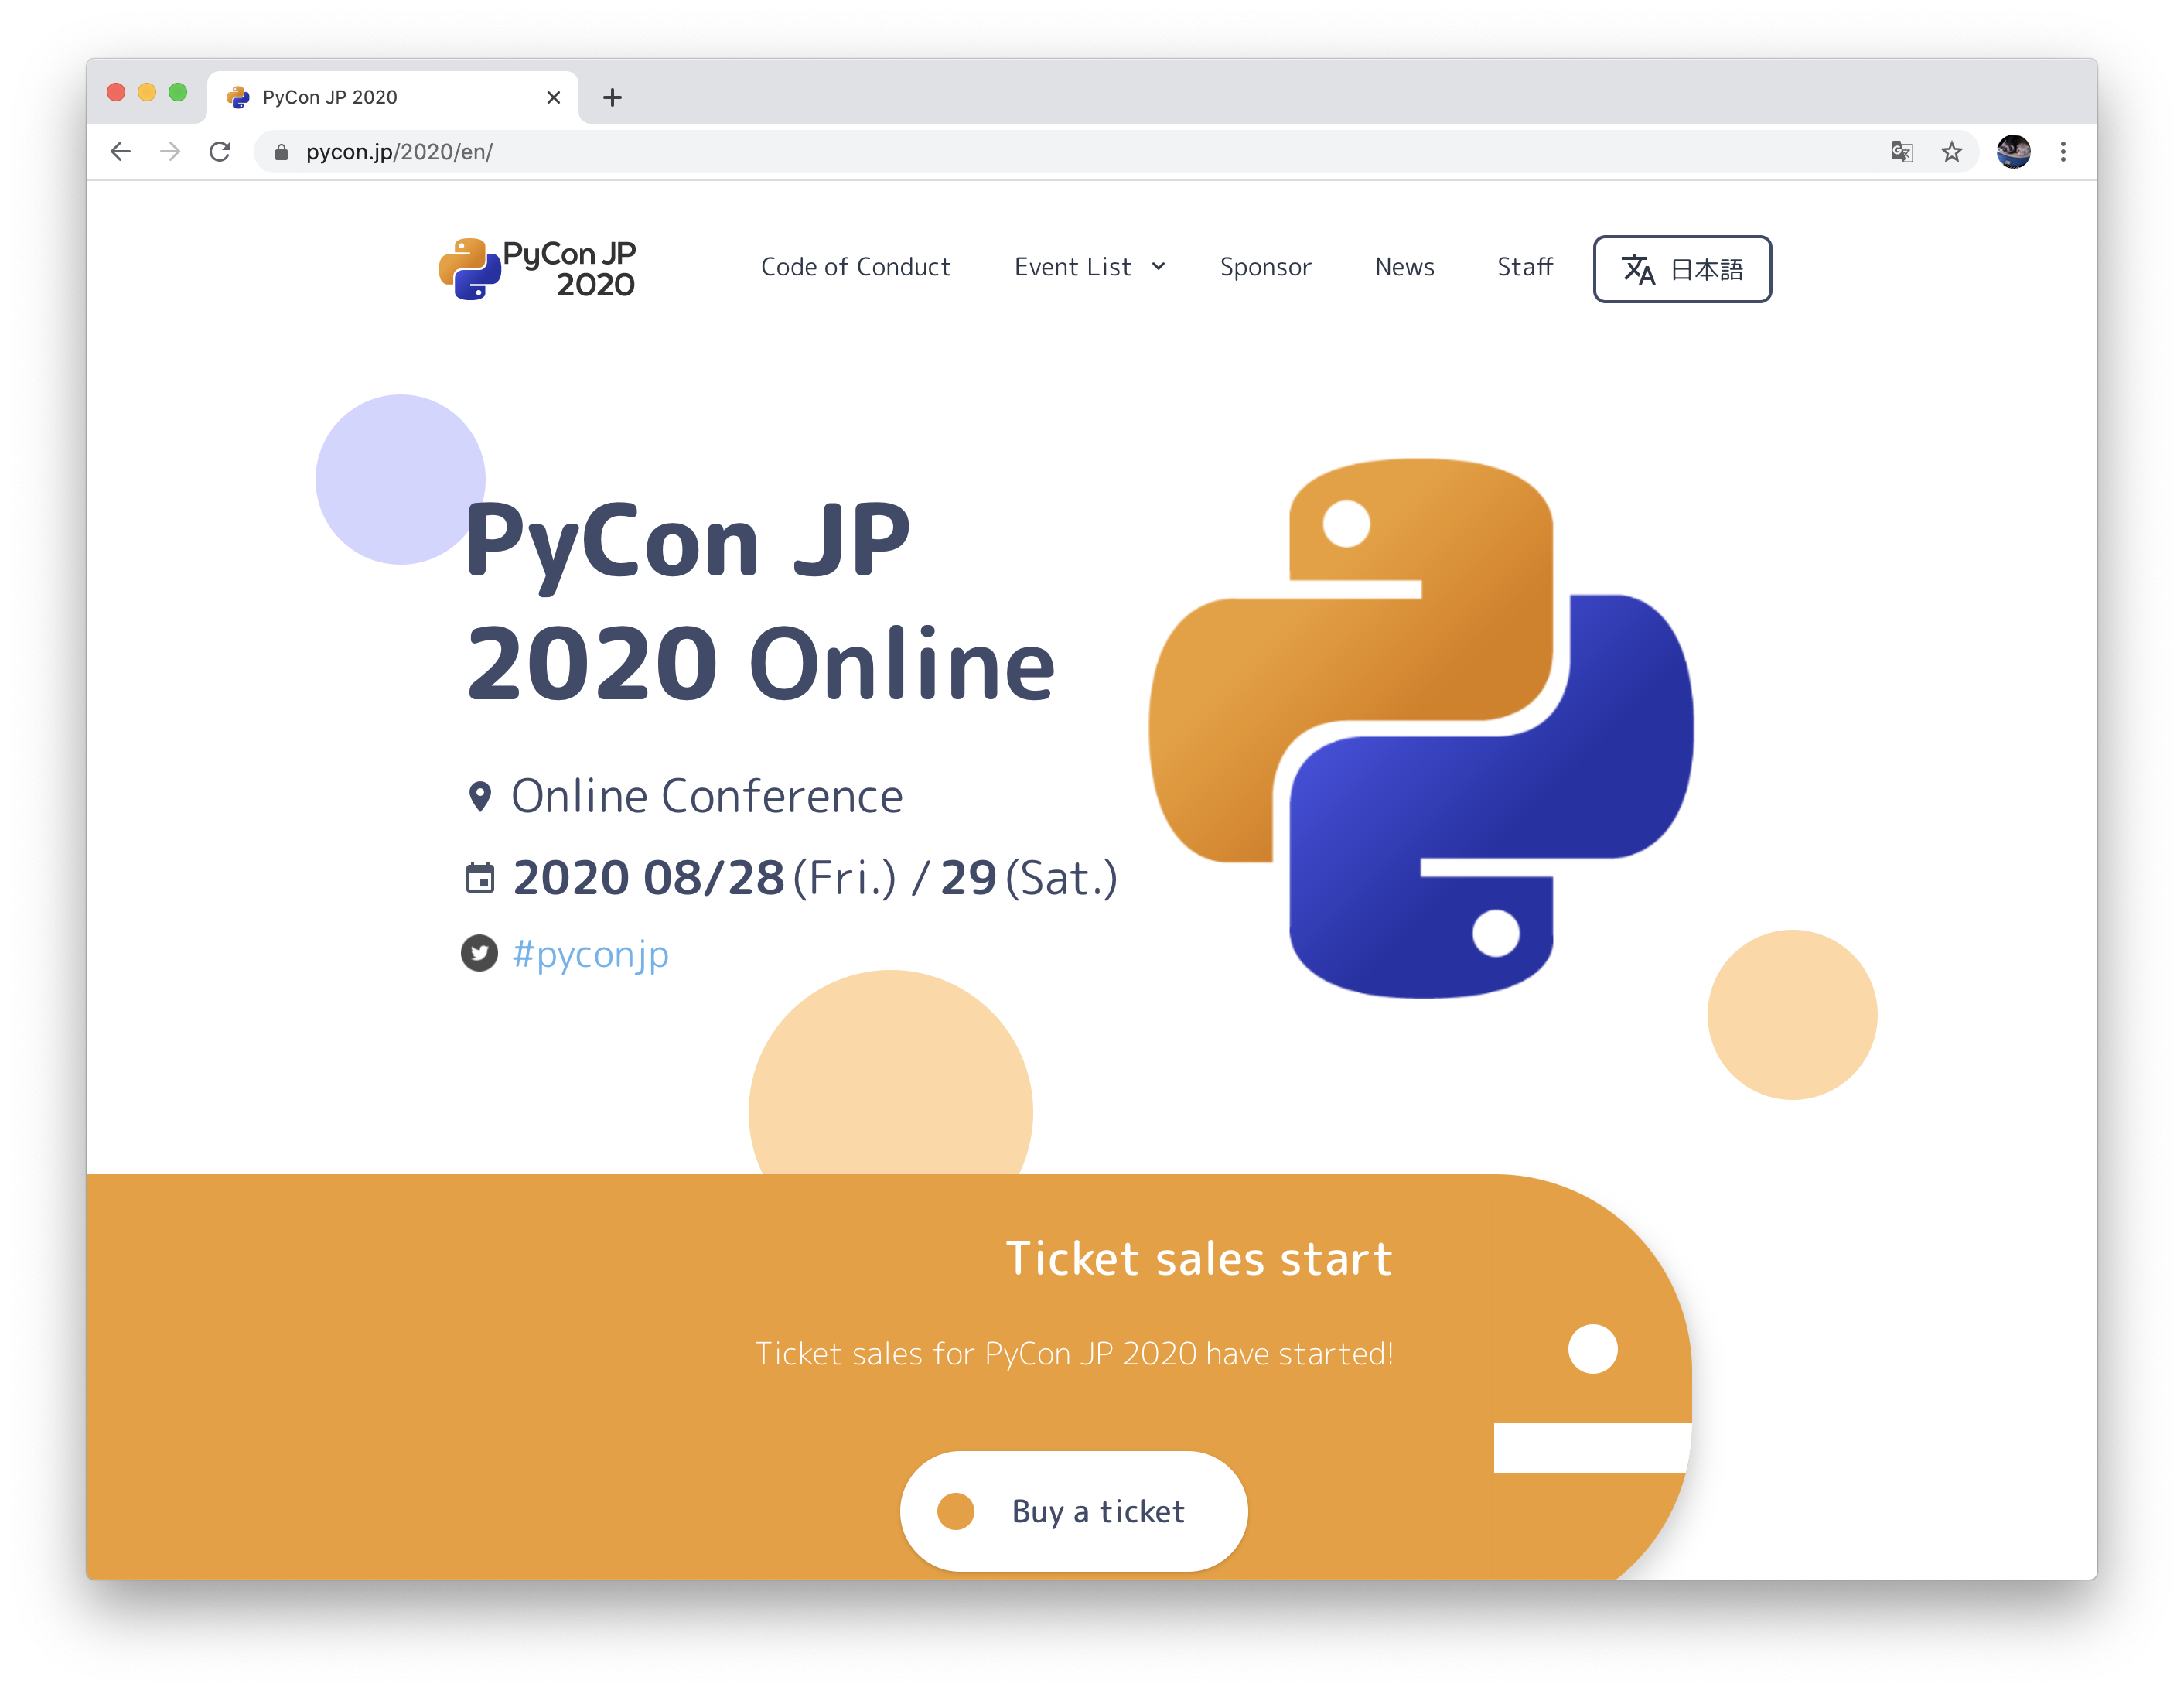 PyCon JP 2020
pycon.jp/2020/en/
PyCon JP
2020
Code of Conduct
Event List
Sponsor
News
Staff
日本語
PyCon JP
2020 Online
Online Conference
2020 08/28 (Fri.) / 29 (Sat.)
#pyconjp
Ticket sales start
Ticket sales for PyCon JP 2020 have started!
Buy a ticket